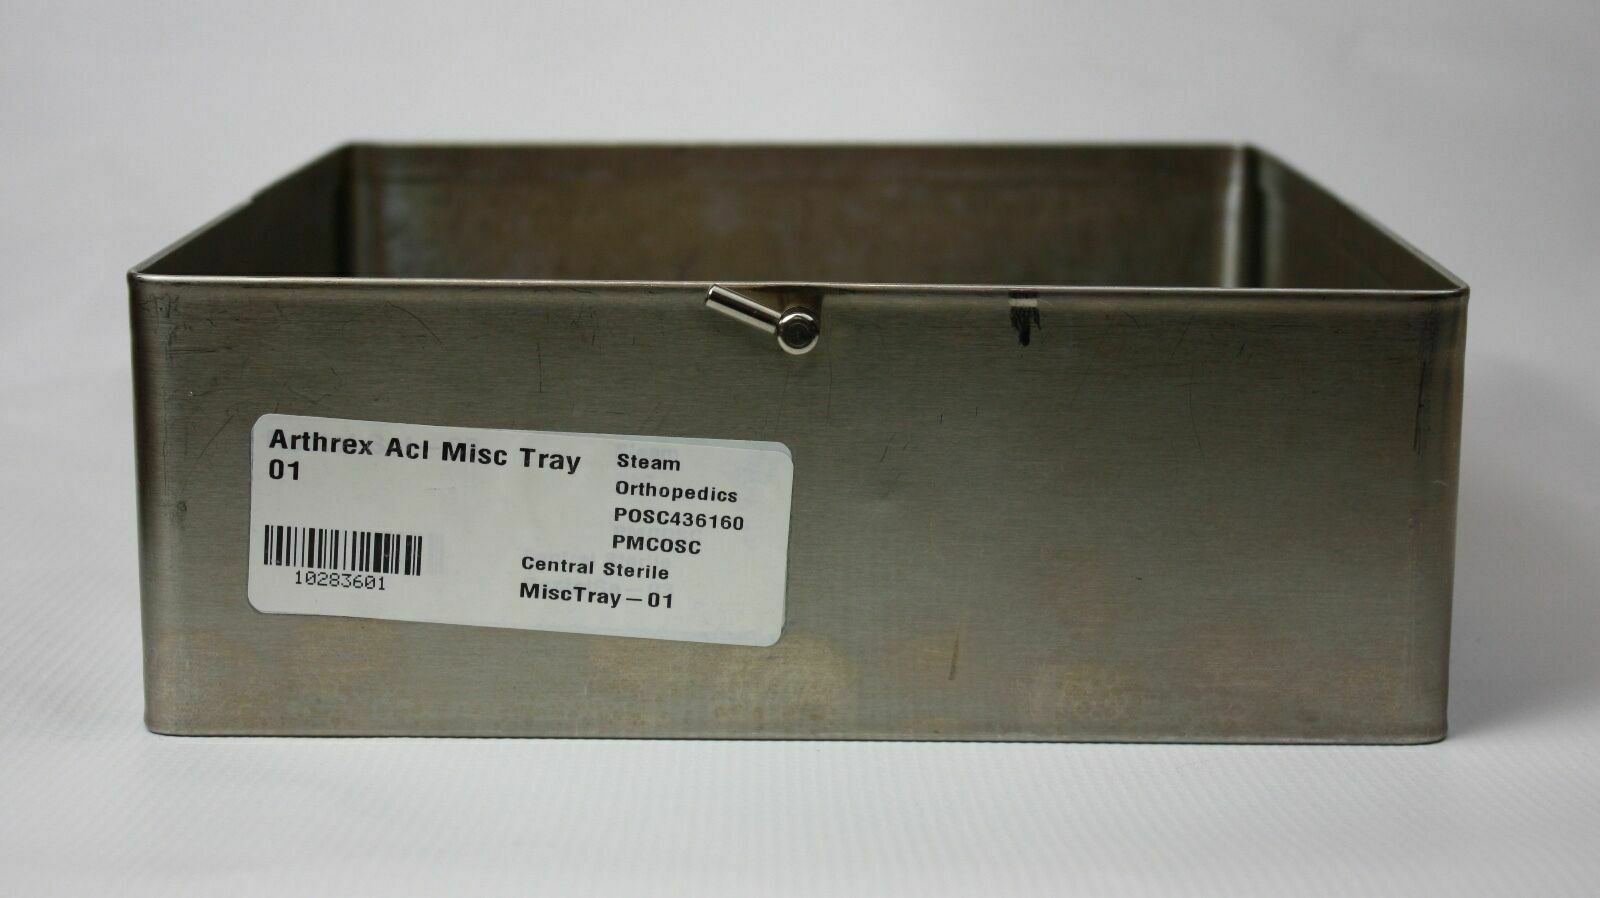 Arthrex Acl Misc Tray
01
Steam
Orthopedics
POSC436160
PMCOSC
Central Sterile
MiscTray-01
10283601